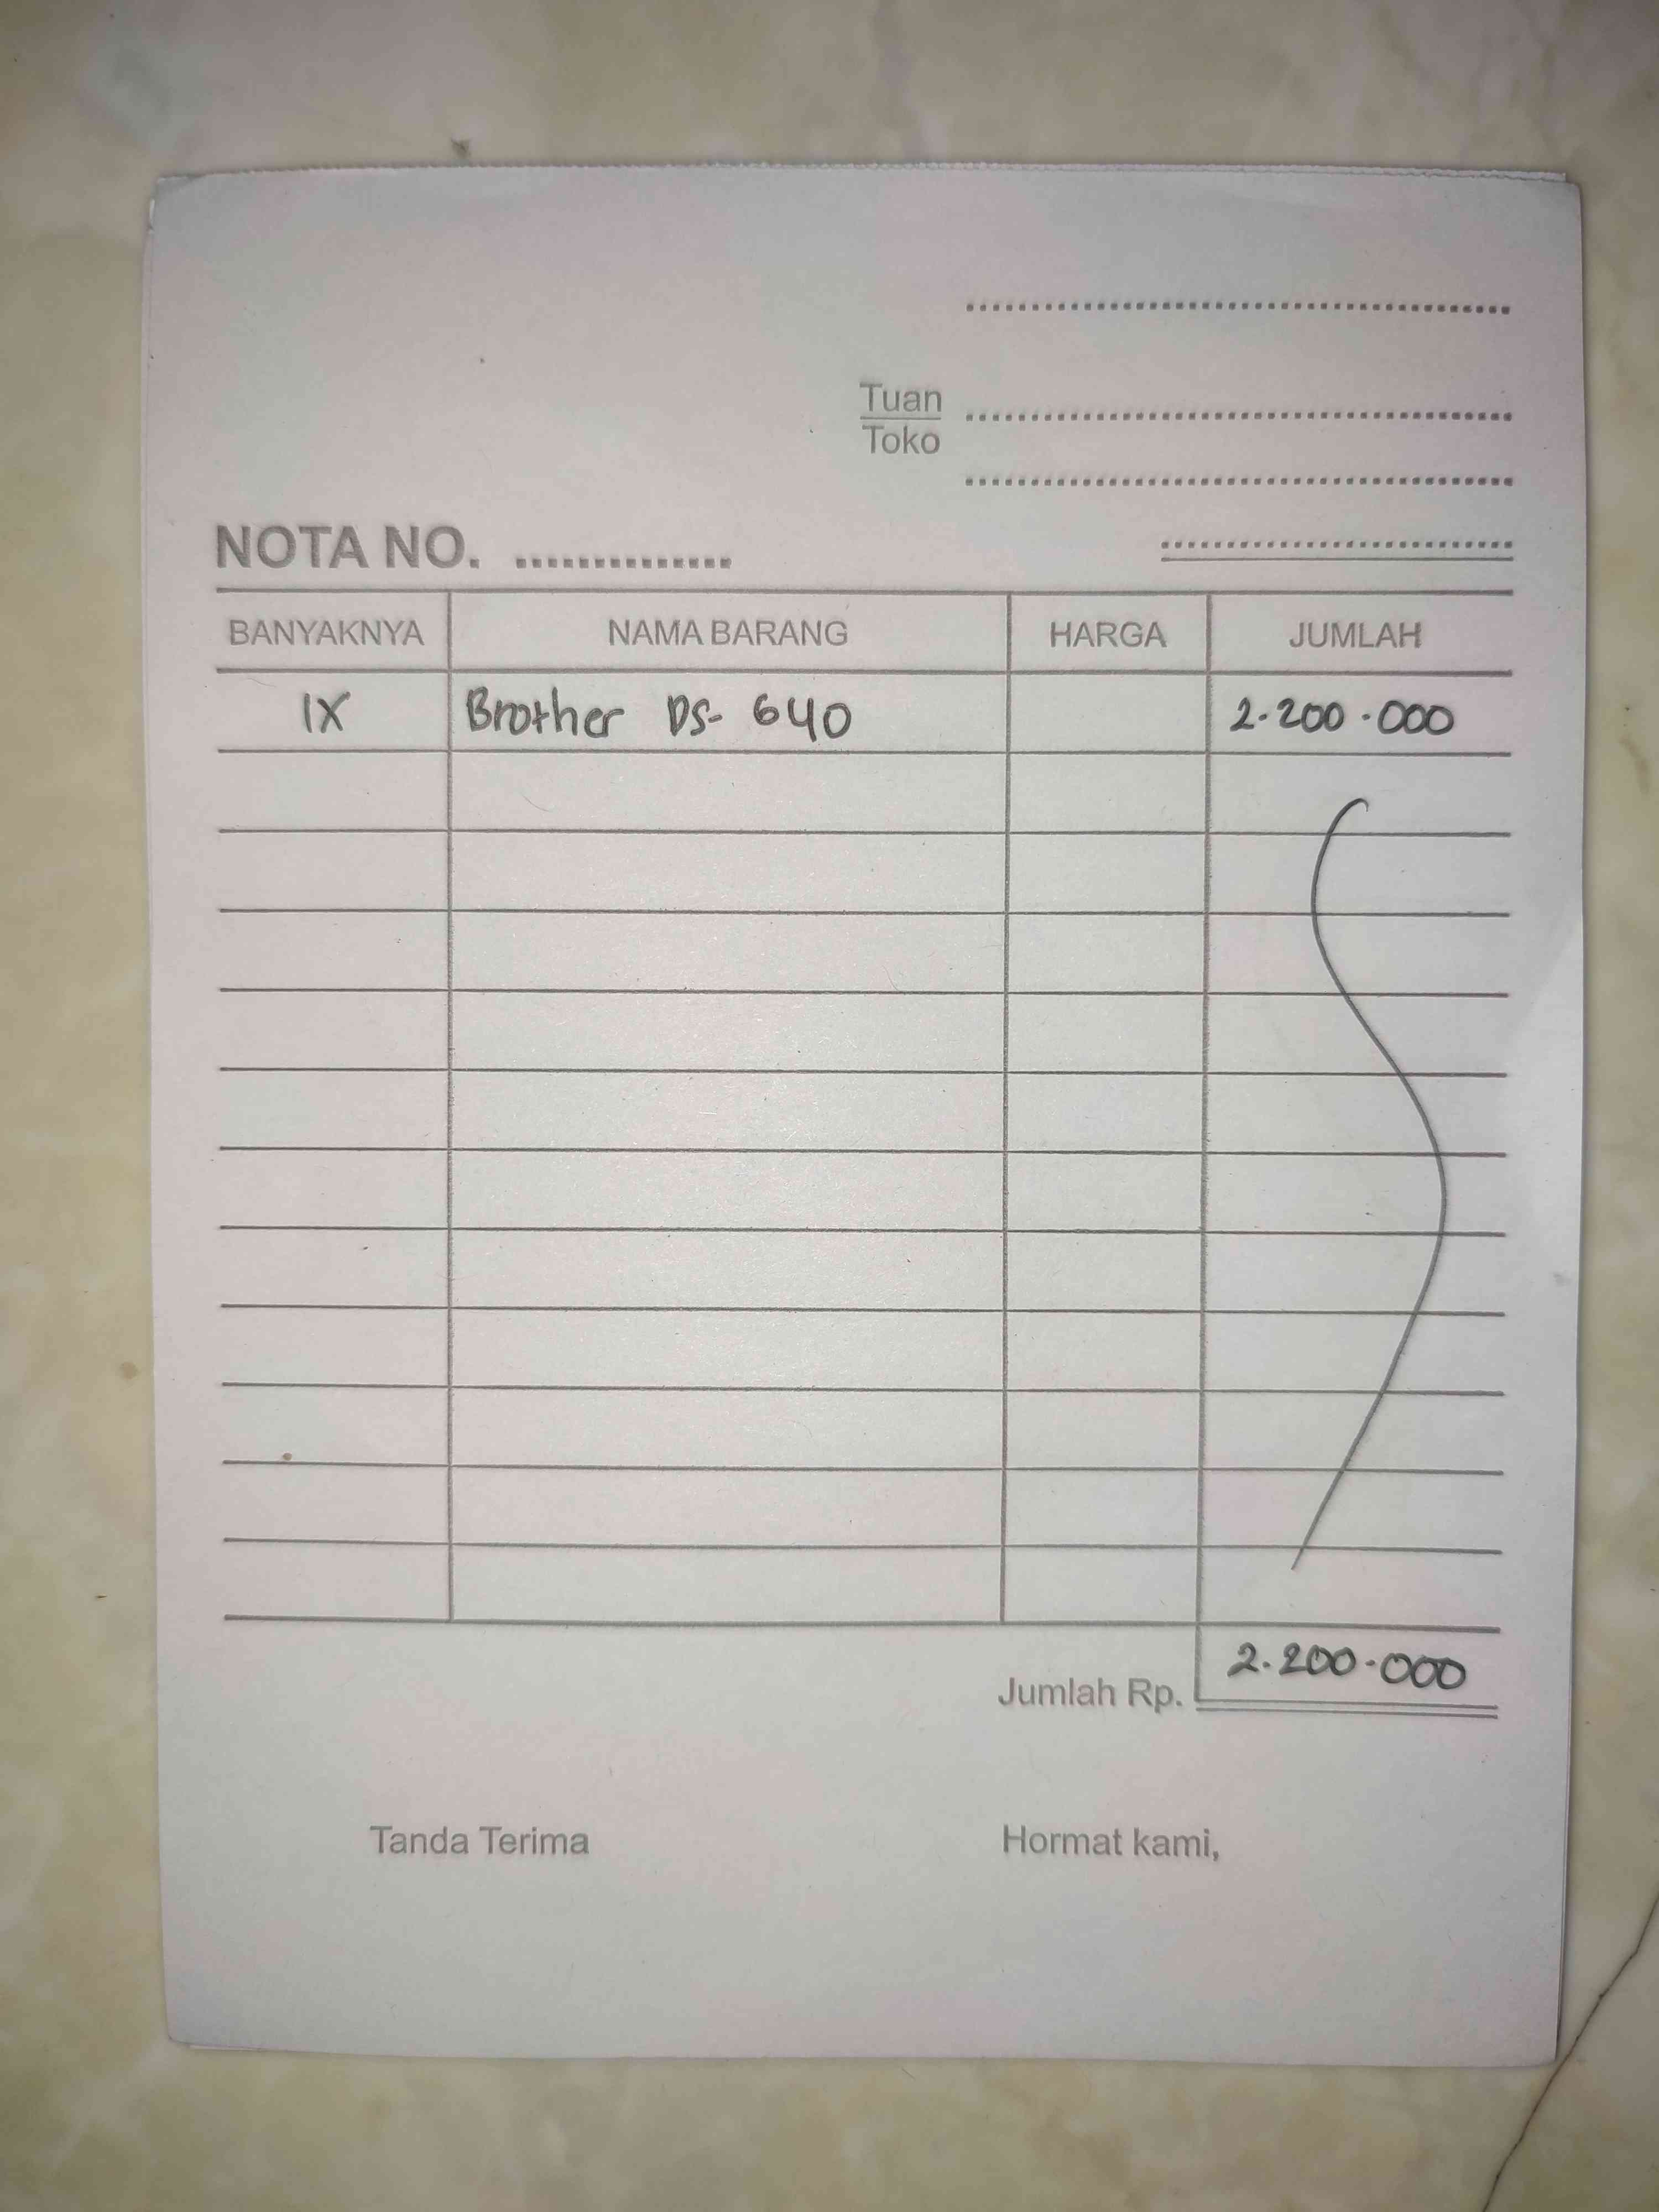 Tuan
Toko
NOTA NO. ..............
BANYAKNYA NAMA BARANG HARGA JUMLAH
1X Brother DS- 640 2.200.000
Jumlah Rp. 2.200.000
Tanda Terima Hormat kami,